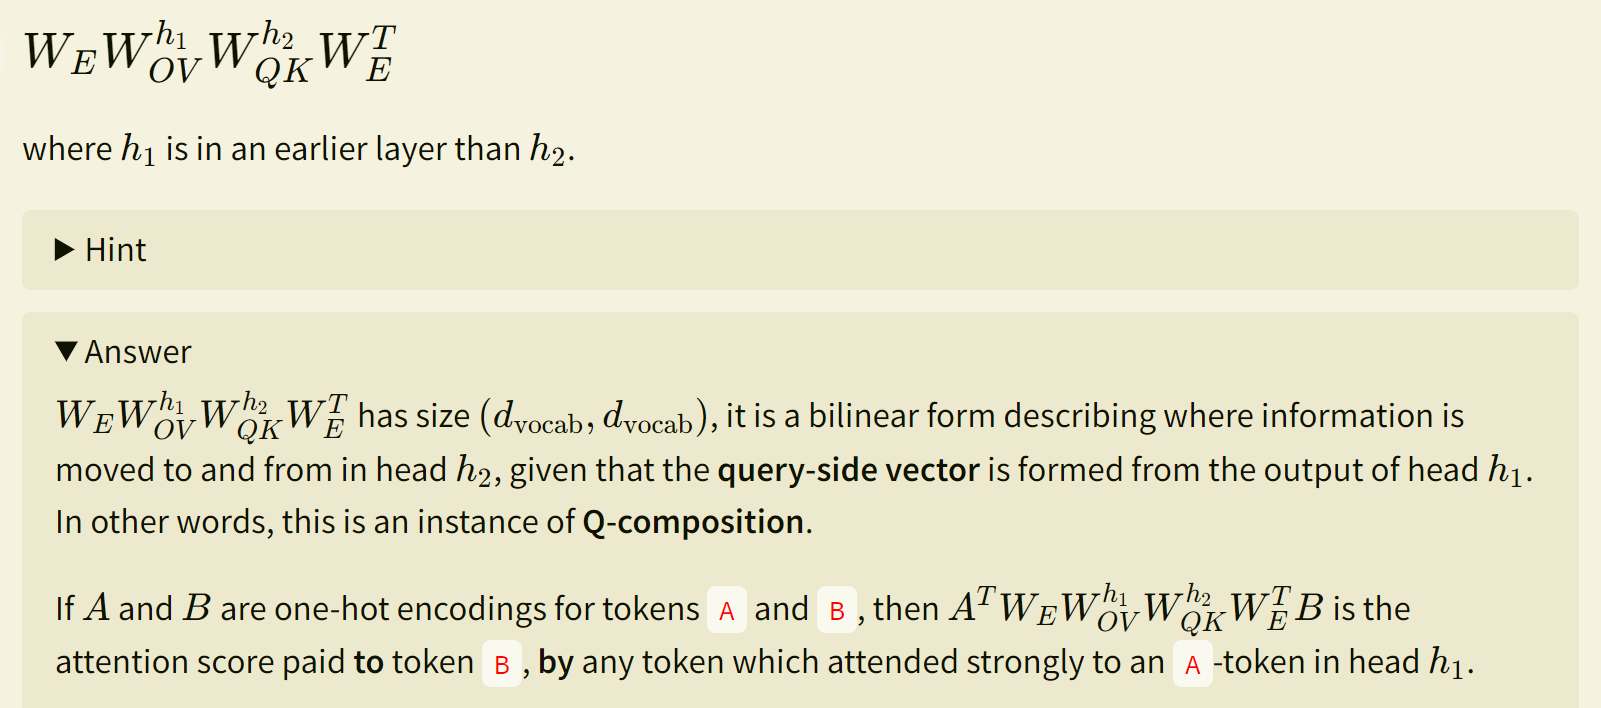 $W_E W_{OV}^{h_1} W_{QK}^{h_2} W_E^T$
where $h_1$ is in an earlier layer than $h_2$.
▶ Hint
▼ Answer
$W_E W_{OV}^{h_1} W_{QK}^{h_2} W_E^T$ has size $(d_{\text{vocab}}, d_{\text{vocab}})$, it is a bilinear form describing where information is
moved to and from in head $h_2$, given that the query-side vector is formed from the output of head $h_1$.
In other words, this is an instance of Q-composition.
If $A$ and $B$ are one-hot encodings for tokens A and B, then $A^T W_E W_{OV}^{h_1} W_{QK}^{h_2} W_E^T B$ is the
attention score paid to token B, by any token which attended strongly to an A-token in head $h_1$.